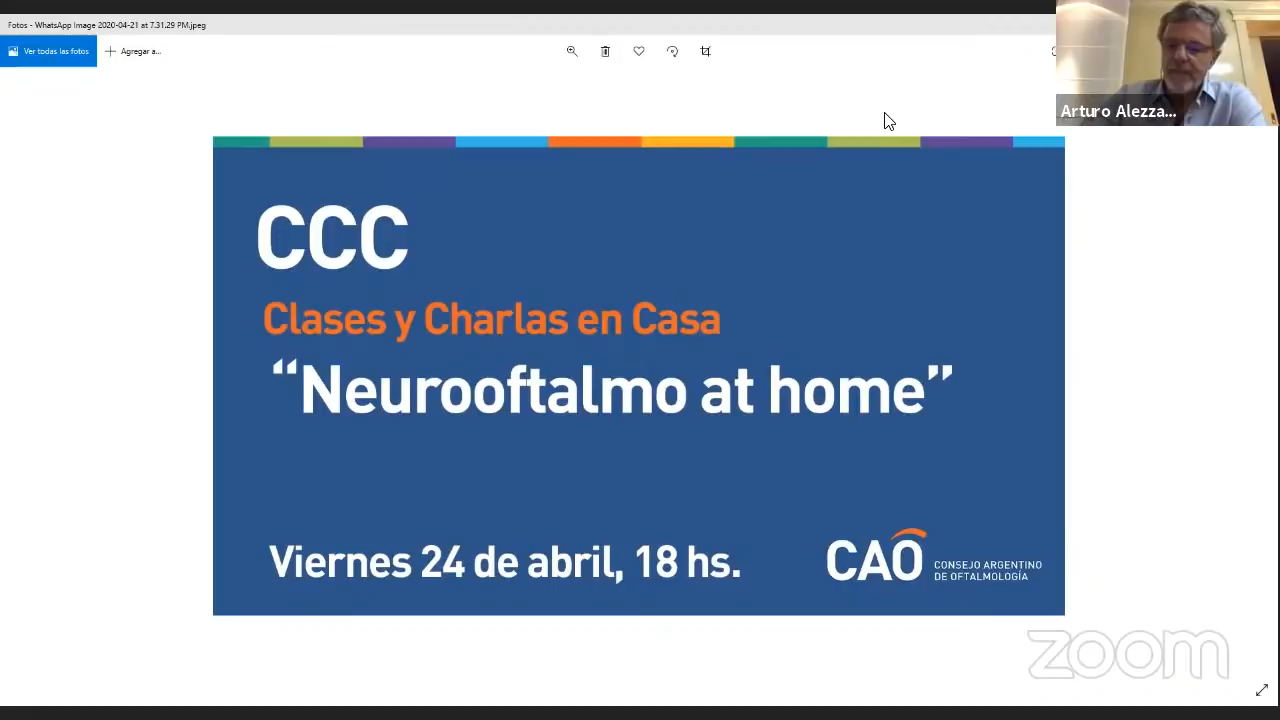 Fotos - WhatsApp Image 2020-04-21 at 7.31.29 PM.jpeg
Ver todas las fotos
Agregar a...
Arturo Alezza...
CCC
Clases y Charlas en Casa
“Neurooftalmo at home”
Viernes 24 de abril, 18 hs.
CAO
CONSEJO ARGENTINO
DE OFTALMOLOGÍA
zoom